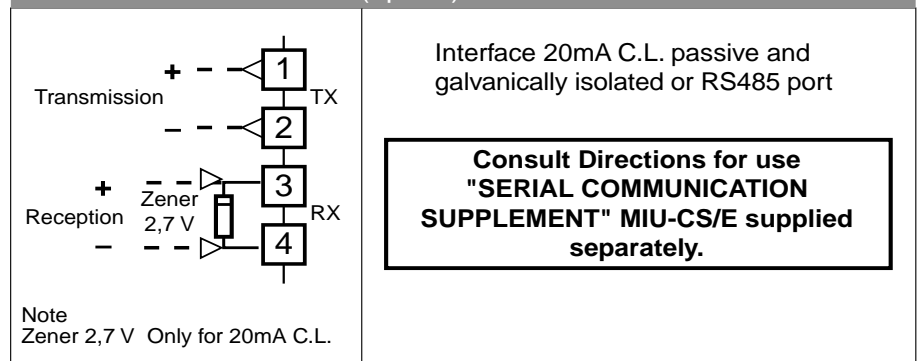 +
1
Transmission
TX
–
2
+
3
Zener
Reception
2,7 V
RX
–
4
Note
Zener 2,7 V Only for 20mA C.L.
Interface 20mA C.L. passive and
galvanically isolated or RS485 port
Consult Directions for use
"SERIAL COMMUNICATION
SUPPLEMENT" MIU-CS/E supplied
separately.